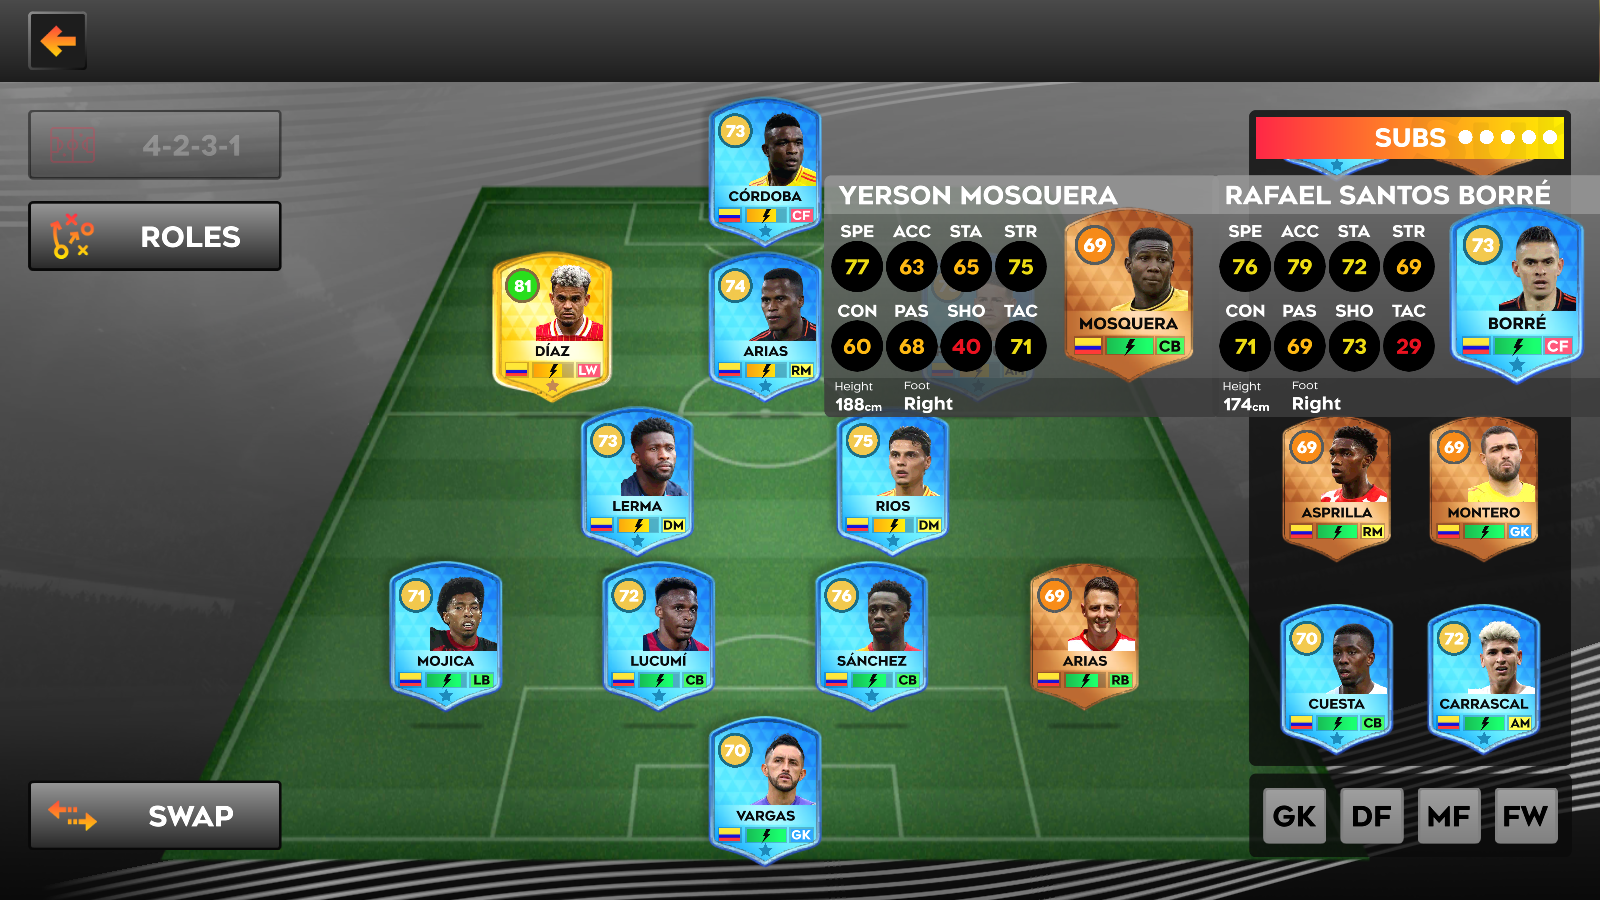 4-2-3-1
ROLES
SWAP
SUBS
73
CÓRDOBA
CF
81
DÍAZ
LW
74
ARIAS
RM
YERSON MOSQUERA
SPE ACC STA STR
77 63 65 75
CON PAS SHO TAC
60 68 40 71
Height Foot
188cm Right
69
MOSQUERA
CB
RAFAEL SANTOS BORRÉ
SPE ACC STA STR
76 79 72 69
CON PAS SHO TAC
71 69 73 29
Height Foot
174cm Right
73
BORRÉ
CF
AM
73
LERMA
DM
75
RIOS
DM
69
ASPRILLA
RM
69
MONTERO
GK
71
MOJICA
LB
72
LUCUMÍ
CB
76
SÁNCHEZ
CB
69
ARIAS
RB
70
CUESTA
CB
72
CARRASCAL
AM
70
VARGAS
GK
GK DF MF FW